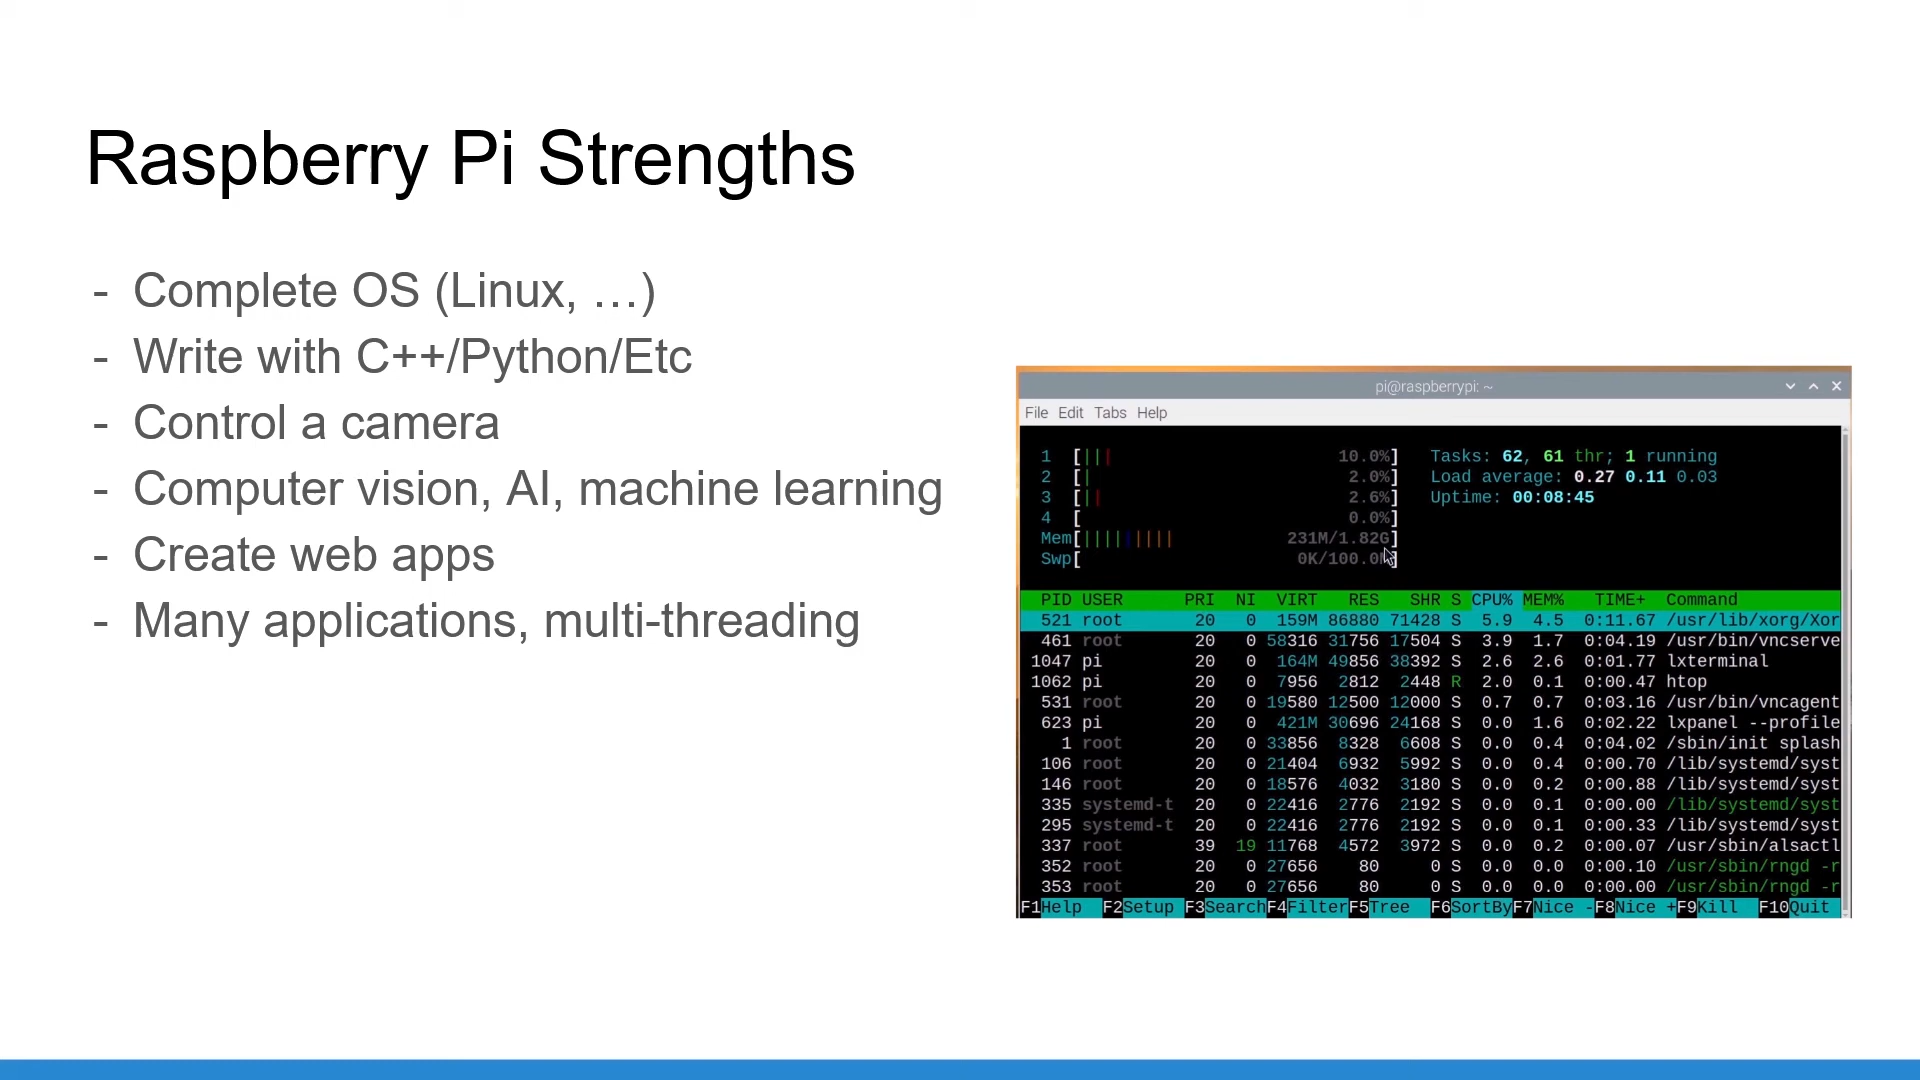 Raspberry Pi Strengths
- Complete OS (Linux, …)
- Write with C++/Python/Etc
- Control a camera
- Computer vision, AI, machine learning
- Create web apps
- Many applications, multi-threading
pi@raspberrypi: ~
File Edit Tabs Help
1 [||| 10.0%] Tasks: 62, 61 thr; 1 running
2 [| 2.0%] Load average: 0.27 0.11 0.03
3 [|| 2.6%] Uptime: 00:08:45
4 [ 0.0%]
Mem[||||||||| 231M/1.82G]
Swp[ 0K/100.0M]
PID USER PRI NI VIRT RES SHR S CPU% MEM% TIME+ Command
521 root 20 0 159M 86880 71428 S 5.9 4.5 0:11.67 /usr/lib/xorg/Xor
461 root 20 0 58316 31756 17504 S 3.9 1.7 0:04.19 /usr/bin/vncserve
1047 pi 20 0 164M 49856 38392 S 2.6 2.6 0:01.77 lxterminal
1062 pi 20 0 7956 2812 2448 R 2.0 0.1 0:00.47 htop
531 root 20 0 19580 12500 12000 S 0.7 0.7 0:03.16 /usr/bin/vncagent
623 pi 20 0 421M 30696 24168 S 0.0 1.6 0:02.22 lxpanel --profile
1 root 20 0 33856 8328 6608 S 0.0 0.4 0:04.02 /sbin/init splash
106 root 20 0 21404 6932 5992 S 0.0 0.4 0:00.70 /lib/systemd/syst
146 root 20 0 18576 4032 3180 S 0.0 0.2 0:00.88 /lib/systemd/syst
335 systemd-t 20 0 22416 2776 2192 S 0.0 0.1 0:00.00 /lib/systemd/syst
295 systemd-t 20 0 22416 2776 2192 S 0.0 0.1 0:00.33 /lib/systemd/syst
337 root 39 19 11768 4572 3972 S 0.0 0.2 0:00.07 /usr/sbin/alsactl
352 root 20 0 27656 80 0 S 0.0 0.0 0:00.10 /usr/sbin/rngd -r
353 root 20 0 27656 80 0 S 0.0 0.0 0:00.00 /usr/sbin/rngd -r
F1Help F2Setup F3SearchF4FilterF5Tree F6SortByF7Nice -F8Nice +F9Kill F10Quit